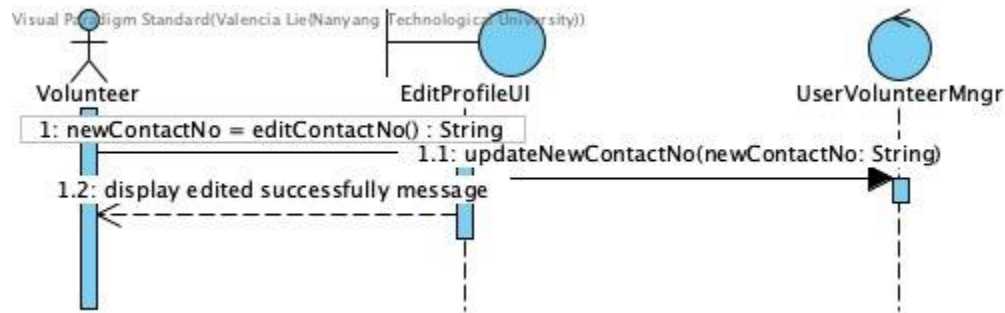 Visual Paradigm Standard(Valencia Lie(Nanyang Technological University))
Volunteer
EditProfileUI
UserVolunteerMngr
1: newContactNo = editContactNo() : String
1.1: updateNewContactNo(newContactNo: String)
1.2: display edited successfully message